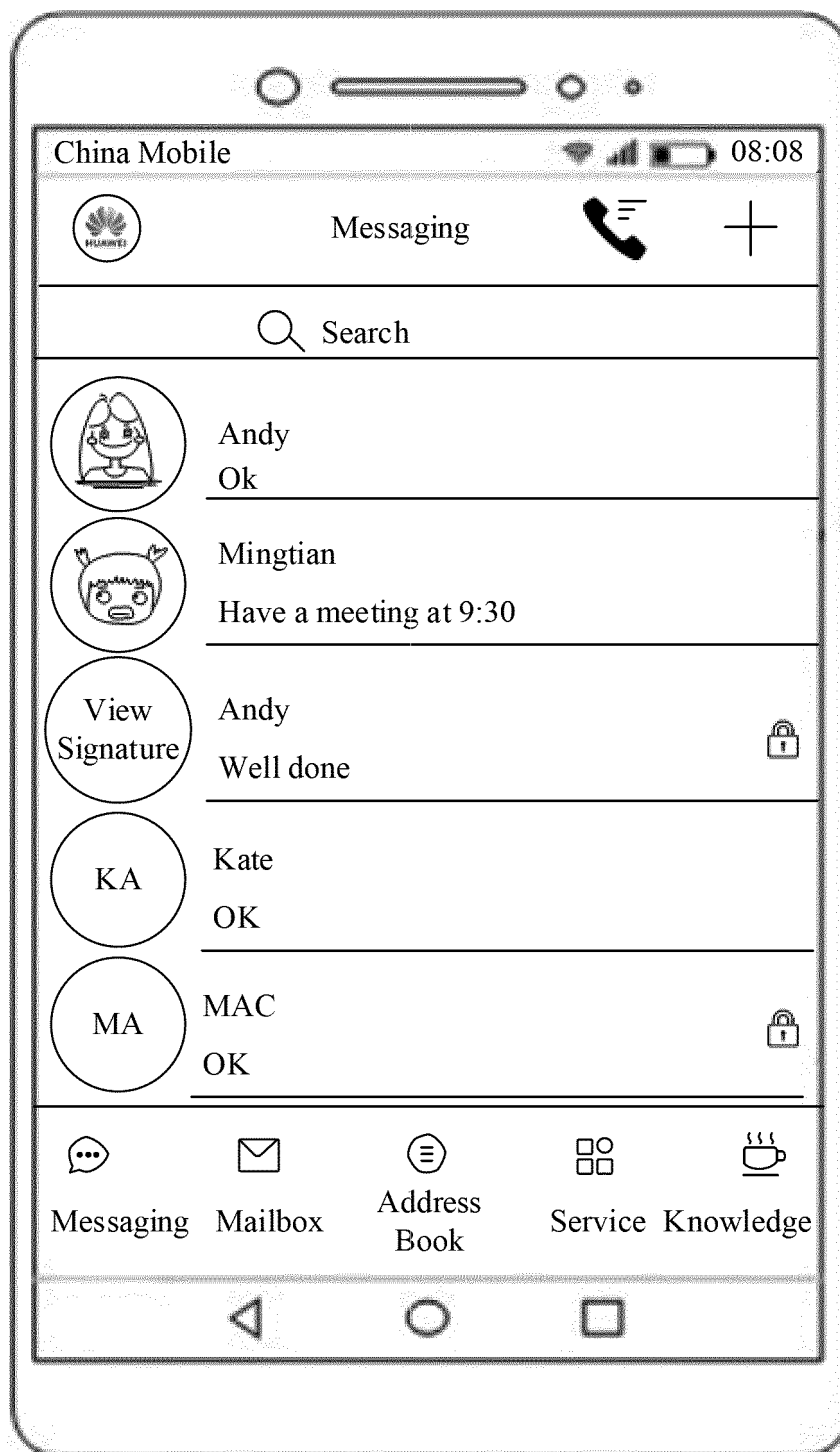 China Mobile 08:08
HUAWEI
Messaging
Search
Andy
Ok
Mingtian
Have a meeting at 9:30
View
Signature
Andy
Well done
KA
Kate
OK
MA
MAC
OK
Messaging
Mailbox
Address
Book
Service
Knowledge